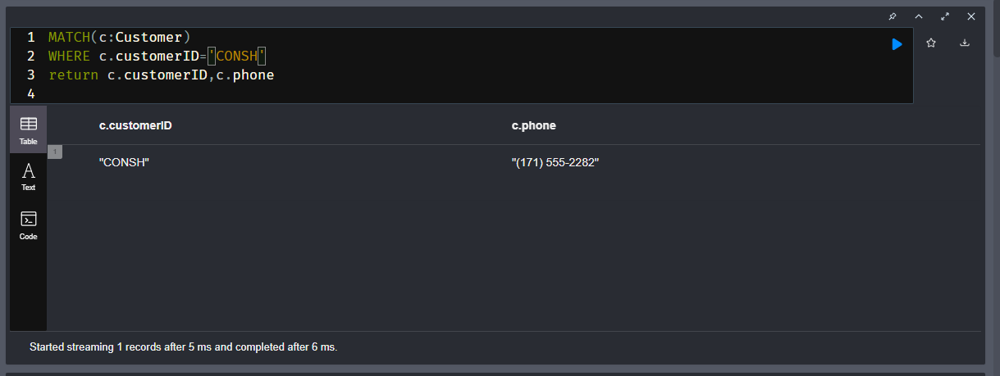 1 MATCH(c:Customer)
2 WHERE c.customerID='CONSH'
3 return c.customerID,c.phone
4
Table
c.customerID c.phone
1
"CONSH" "(171) 555-2282"
Text
Code
Started streaming 1 records after 5 ms and completed after 6 ms.